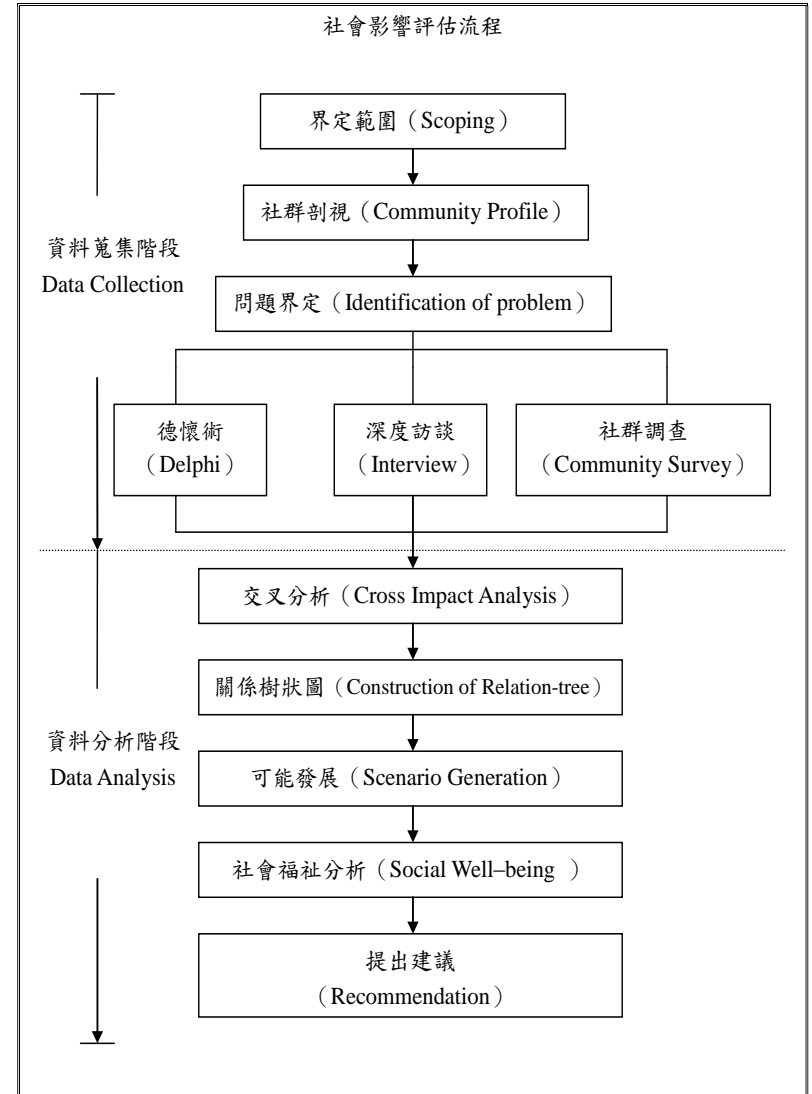 社會影響評估流程
界定範圍（Scoping）
社群剖視（Community Profile）
資料蒐集階段
Data Collection
問題界定（Identification of problem）
德懷術
（Delphi）
深度訪談
（Interview）
社群調查
（Community Survey）
交叉分析（Cross Impact Analysis）
關係樹狀圖（Construction of Relation-tree）
資料分析階段
Data Analysis
可能發展（Scenario Generation）
社會福祉分析（Social Well–being ）
提出建議
（Recommendation）